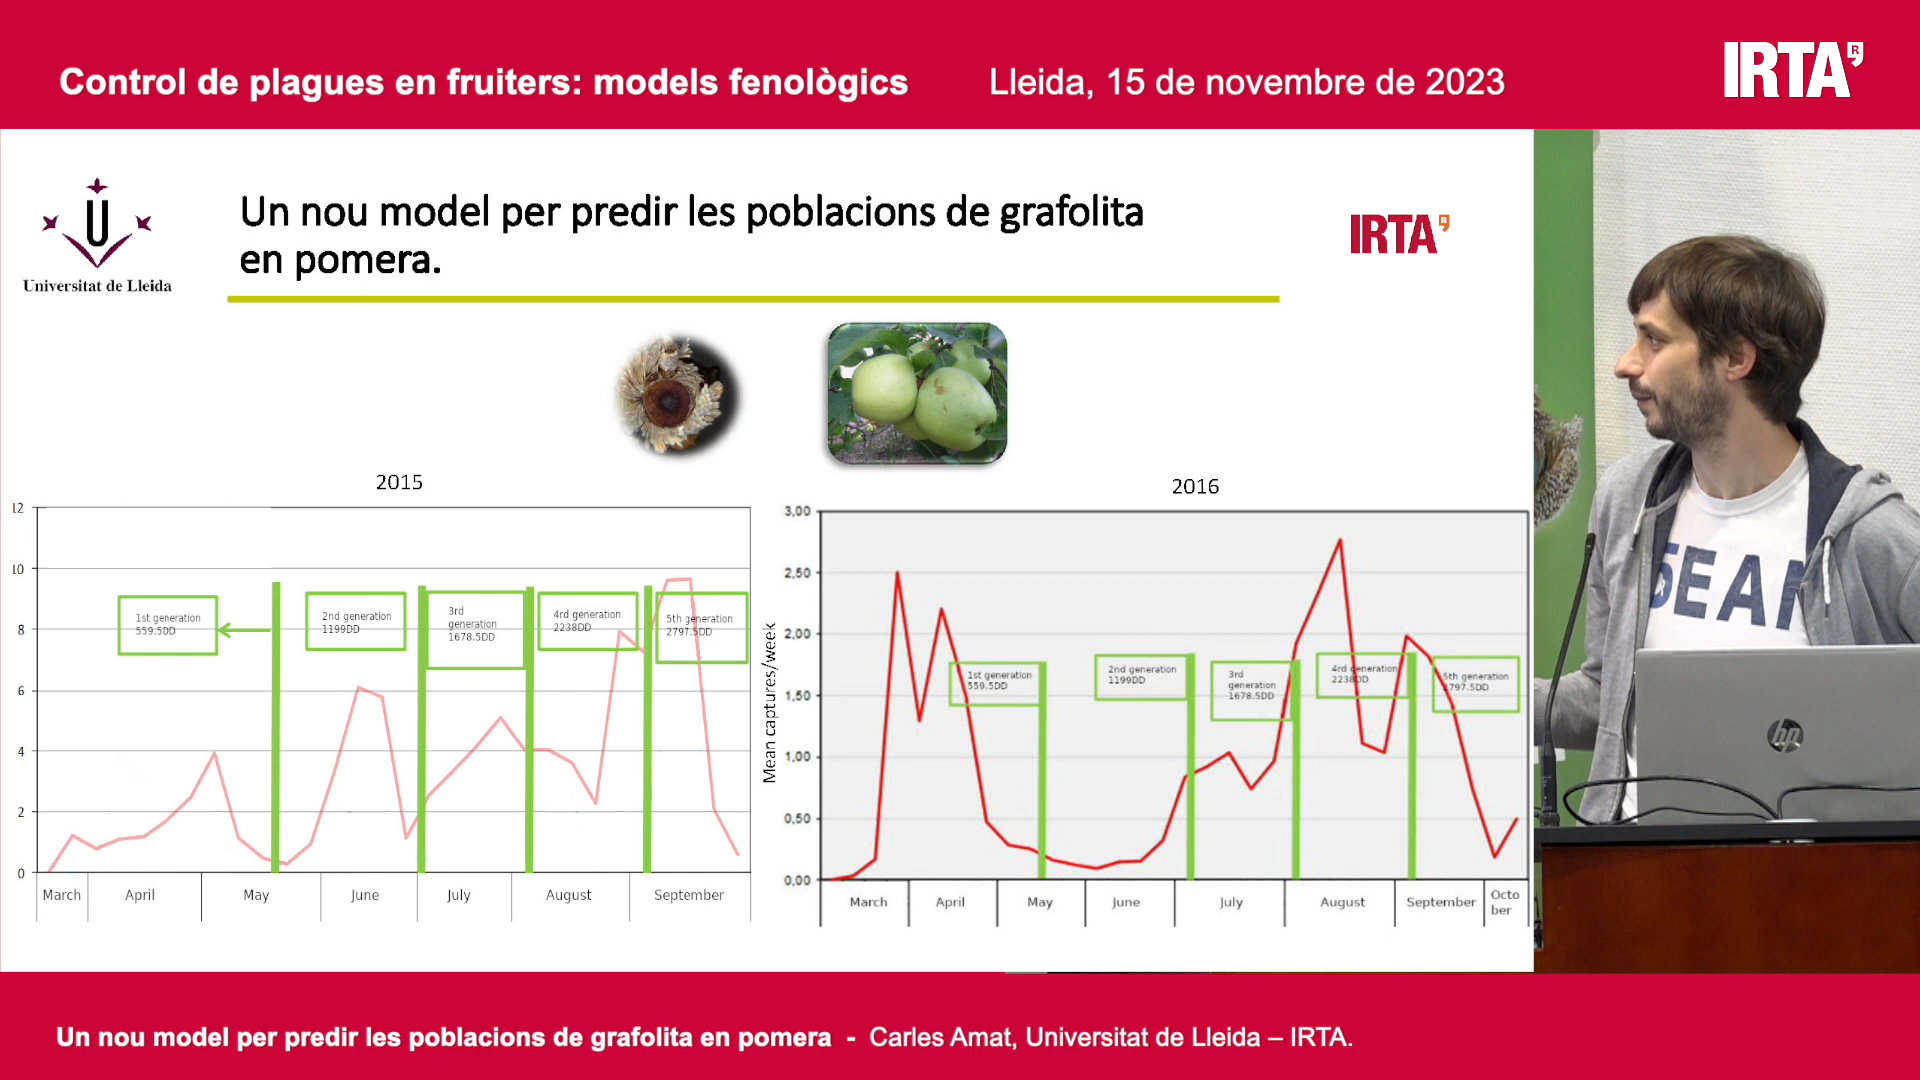 Control de plagues en fruiters: models fenològics
Lleida, 15 de novembre de 2023
IRTA R
U
Universitat de Lleida
Un nou model per predir les poblacions de grafolita
en pomera.
IRTA R
2015
12
10
8
6
4
2
0
1st generation
559.5DD
2nd generation
1199DD
3rd
generation
1678.5DD
4rd generation
2238DD
5th generation
2797.5DD
March
April
May
June
July
August
September
2016
Mean captures/week
3,00
2,50
2,00
1,50
1,00
0,50
0,00
1st generation
559.5DD
2nd generation
1199DD
3rd
generation
1678.5DD
4rd generation
2238DD
5th generation
2797.5DD
March
April
May
June
July
August
September
Octo
ber
hp
Un nou model per predir les poblacions de grafolita en pomera - Carles Amat, Universitat de Lleida – IRTA.